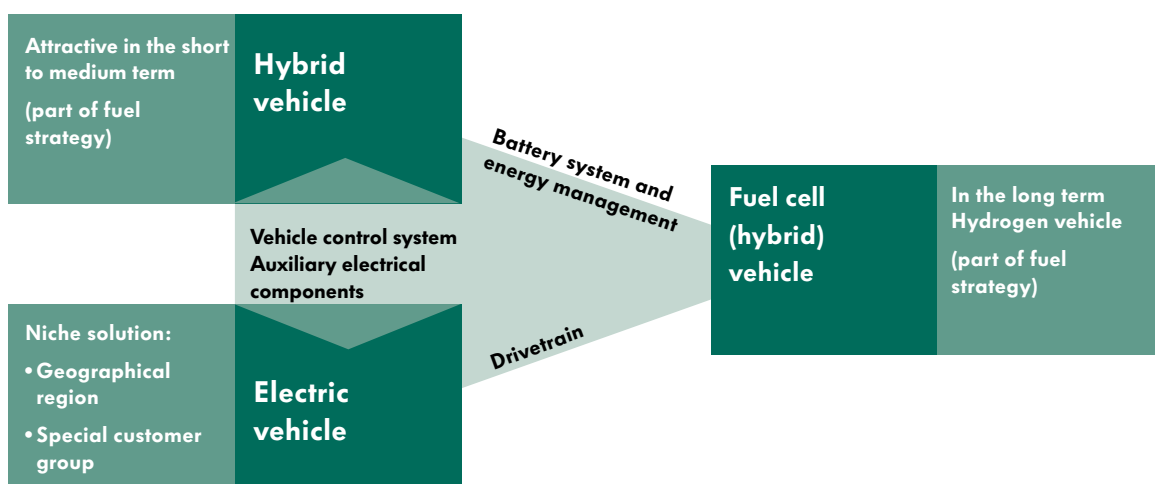 Attractive in the short
to medium term
(part of fuel
strategy)
Hybrid
vehicle
Battery system and
energy management
Vehicle control system
Auxiliary electrical
components
Fuel cell
(hybrid)
vehicle
In the long term
Hydrogen vehicle
(part of fuel
strategy)
Niche solution:
• Geographical
region
• Special customer
group
Electric
vehicle
Drivetrain